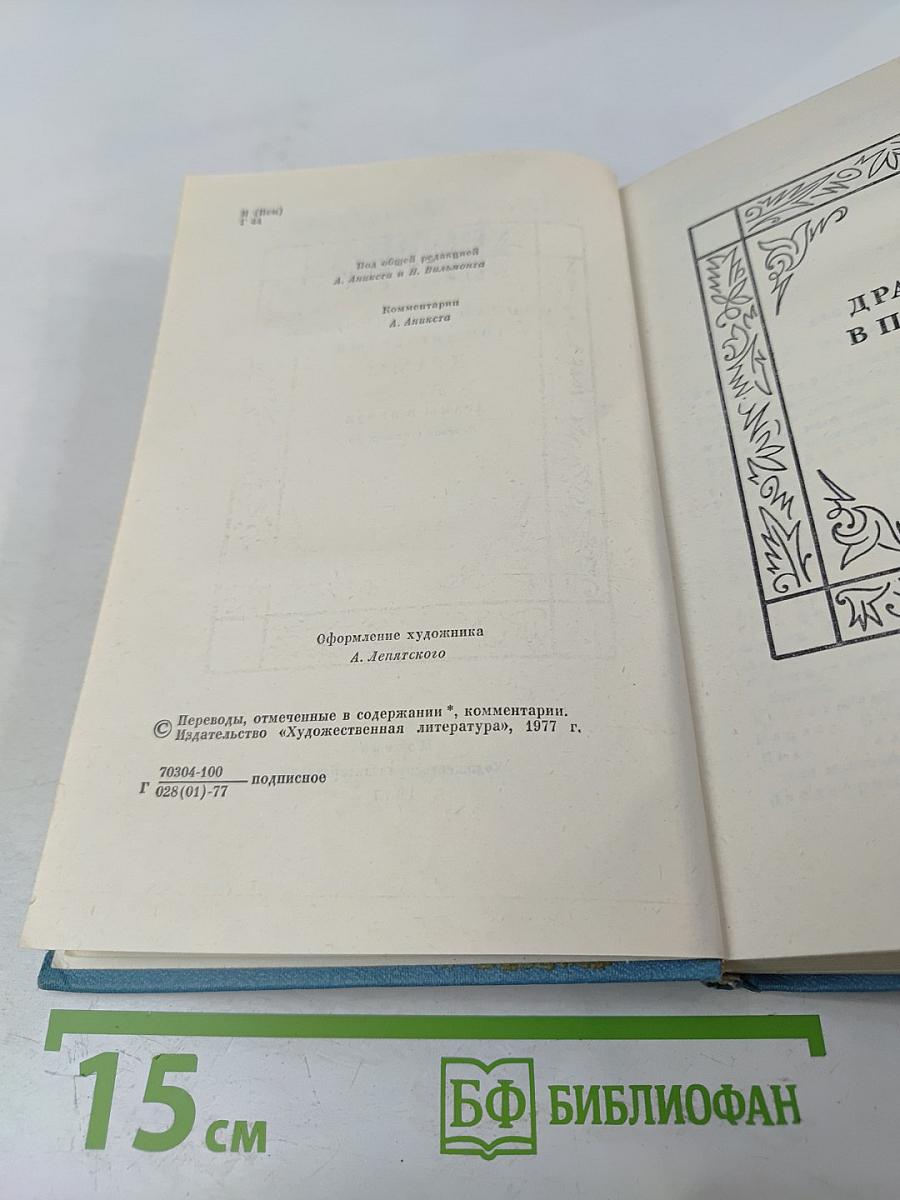 И (Нем)
Г 44
Под общей редакцией
А. Аникста и Н. Вильмонта
Комментарии
А. Аникста
Оформление художника
А. Лепятского
© Переводы, отмеченные в содержании *, комментарии.
Издательство «Художественная литература», 1977 г.
Г 70304-100
028(01)-77 подписное
ДРА
В П
15 см
БФ БИБЛИОФАН